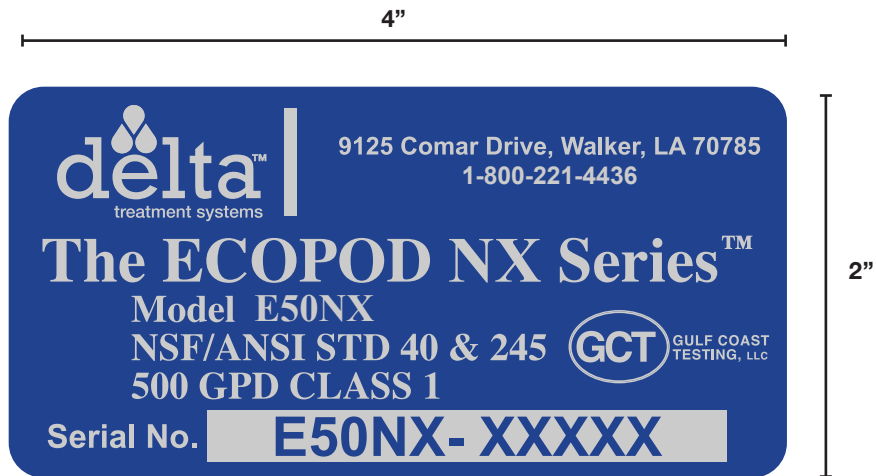 4”
delta™
treatment systems
9125 Comar Drive, Walker, LA 70785
1-800-221-4436
The ECOPOD NX Series™
Model E50NX
NSF/ANSI STD 40 & 245
500 GPD CLASS 1
GCT
GULF COAST
TESTING, LLC
Serial No. E50NX- XXXXX
2”